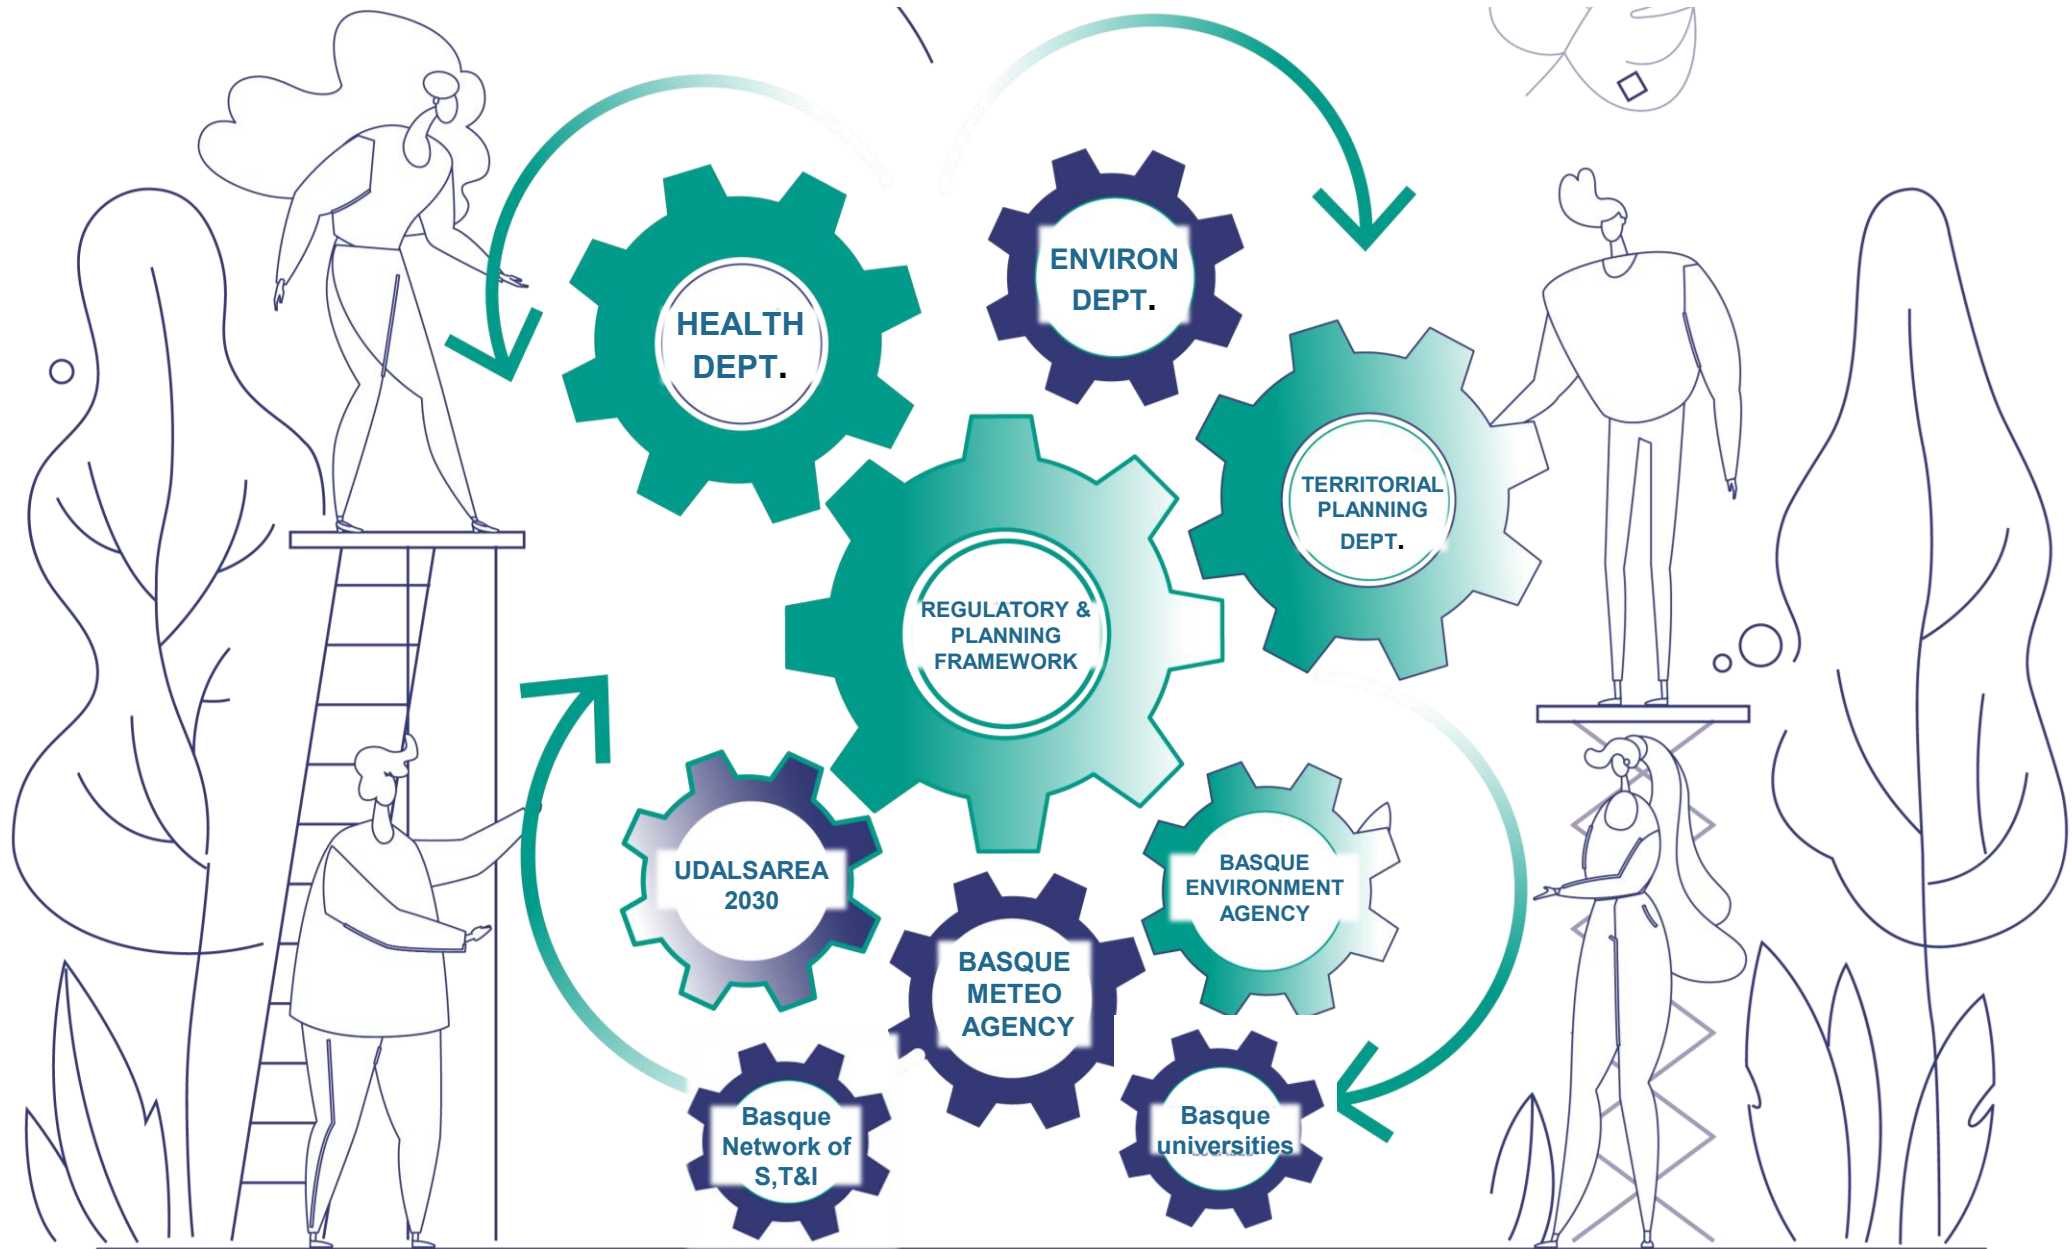 HEALTH
DEPT.
ENVIRON
DEPT.
TERRITORIAL
PLANNING
DEPT.
REGULATORY &
PLANNING
FRAMEWORK
UDALSAREA
2030
BASQUE
METEO
AGENCY
BASQUE
ENVIRONMENT
AGENCY
Basque
Network of
S,T&I
Basque
universities